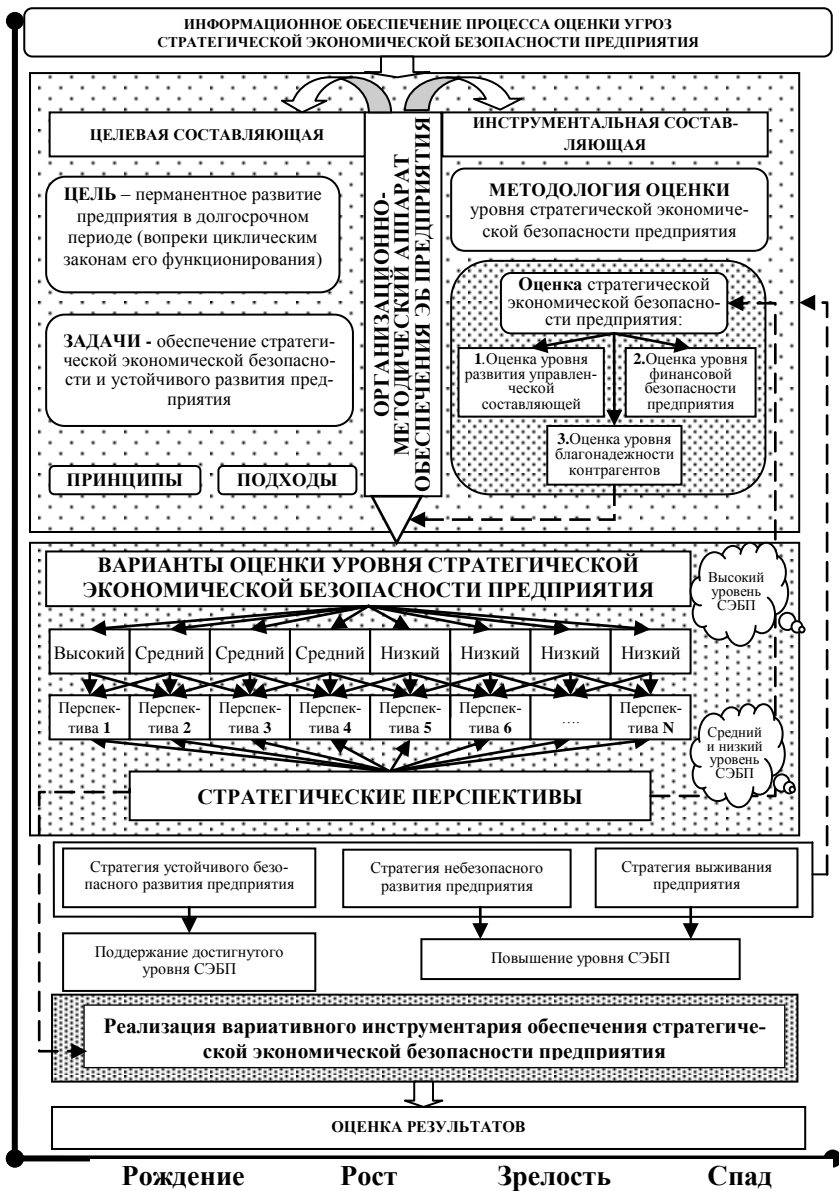 ИНФОРМАЦИОННОЕ ОБЕСПЕЧЕНИЕ ПРОЦЕССА ОЦЕНКИ УГРОЗ
СТРАТЕГИЧЕСКОЙ ЭКОНОМИЧЕСКОЙ БЕЗОПАСНОСТИ ПРЕДПРИЯТИЯ
ЦЕЛЕВАЯ СОСТАВЛЯЮЩАЯ
ЦЕЛЬ – перманентное развитие
предприятия в долгосрочном
периоде (вопреки циклическим
законам его функционирования)
ЗАДАЧИ - обеспечение стратеги-
ческой экономической безопасно-
сти и устойчивого развития пред-
приятия
ПРИНЦИПЫ
ПОДХОДЫ
ОРГАНИЗАЦИОННО-
МЕТОДИЧЕСКИЙ АППАРАТ
ОБЕСПЕЧЕНИЯ ЭБ ПРЕДПРИЯТИЯ
ИНСТРУМЕНТАЛЬНАЯ СОСТАВ-
ЛЯЮЩАЯ
МЕТОДОЛОГИЯ ОЦЕНКИ
уровня стратегической экономиче-
ской безопасности предприятия
Оценка стратегической
экономической безопасно-
сти предприятия:
1.Оценка уровня
развития управлен-
ческой
составляющей
2.Оценка уровня
финансовой
безопасности
предприятия
3.Оценка уровня
благонадежности
контрагентов
ВАРИАНТЫ ОЦЕНКИ УРОВНЯ СТРАТЕГИЧЕСКОЙ
ЭКОНОМИЧЕСКОЙ БЕЗОПАСНОСТИ ПРЕДПРИЯТИЯ
Высокий
уровень
СЭБП
Высокий Средний Средний Средний Низкий Низкий Низкий Низкий
Перспек-
тива 1
Перспек-
тива 2
Перспек-
тива 3
Перспек-
тива 4
Перспек-
тива 5
Перспек-
тива 6
….
Перспек-
тива N
Средний
и низкий
уровень
СЭБП
СТРАТЕГИЧЕСКИЕ ПЕРСПЕКТИВЫ
Стратегия устойчивого безо-
пасного развития предприятия
Стратегия небезопасного
развития предприятия
Стратегия выживания
предприятия
Поддержание достигнутого
уровня СЭБП
Повышение уровня СЭБП
Реализация вариативного инструментария обеспечения стратегиче-
ской экономической безопасности предприятия
ОЦЕНКА РЕЗУЛЬТАТОВ
Рождение Рост Зрелость Спад